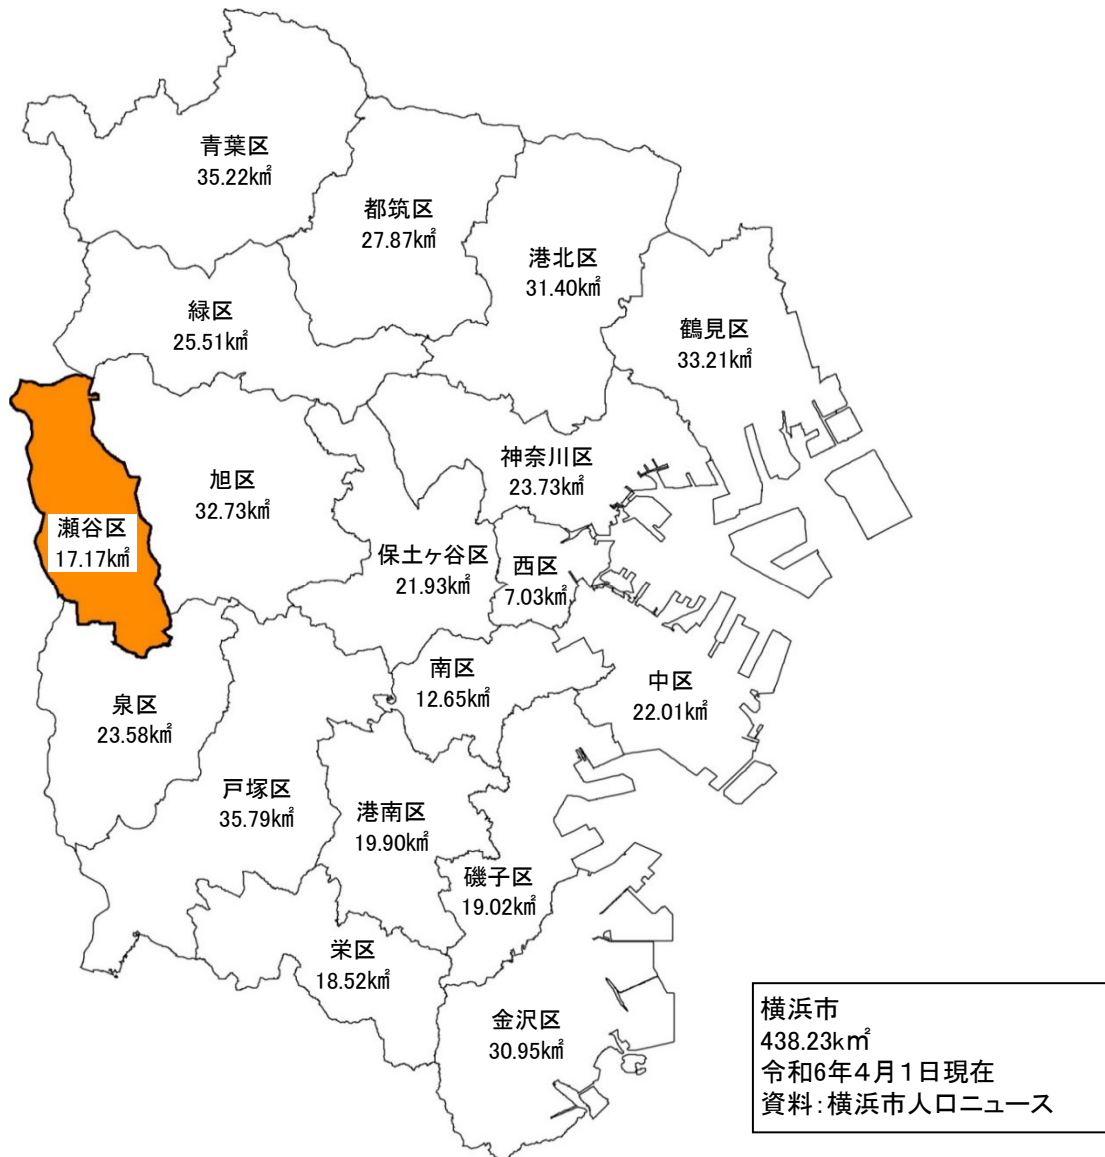 青葉区
35.22k㎡
都筑区
27.87k㎡
港北区
31.40k㎡
緑区
25.51k㎡
鶴見区
33.21k㎡
旭区
32.73k㎡
神奈川区
23.73k㎡
瀬谷区
17.17k㎡
保土ヶ谷区
21.93k㎡
西区
7.03k㎡
南区
12.65k㎡
中区
22.01k㎡
泉区
23.58k㎡
戸塚区
35.79k㎡
港南区
19.90k㎡
磯子区
19.02k㎡
栄区
18.52k㎡
金沢区
30.95k㎡
横浜市
438.23k㎡
令和6年4月1日現在
資料：横浜市人口ニュース